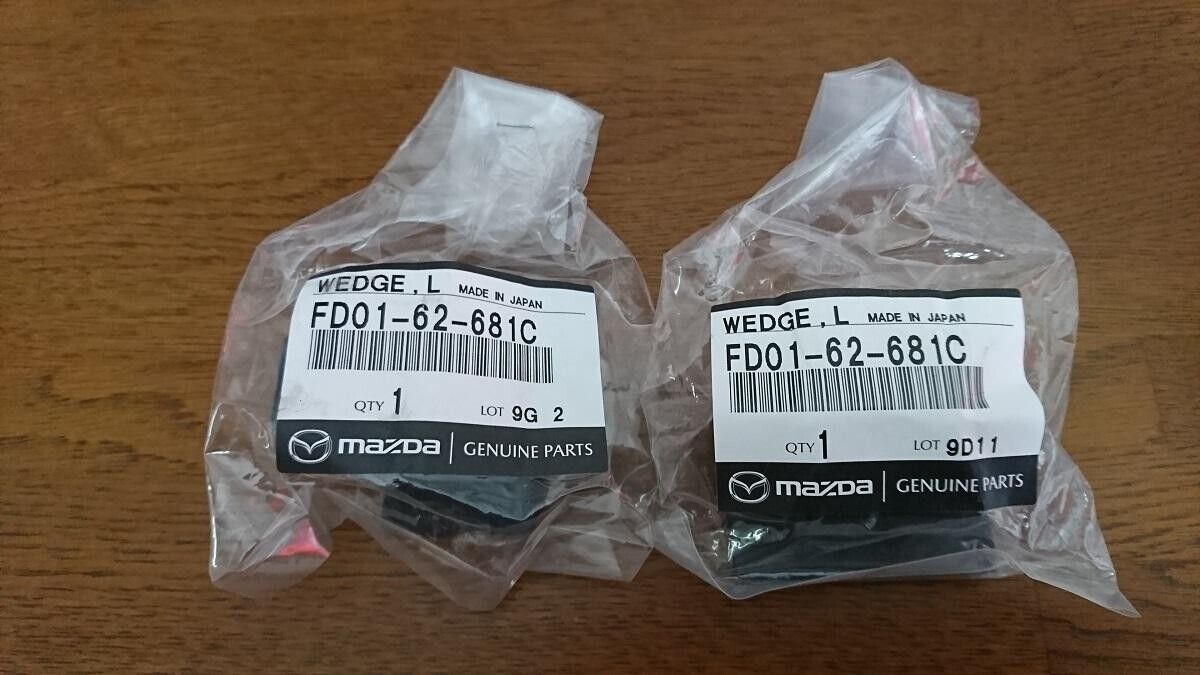 WEDGE , L MADE IN JAPAN
FD01-62-681C
QTY 1 LOT 9G 2
mazda GENUINE PARTS
WEDGE , L MADE IN JAPAN
FD01-62-681C
QTY 1 LOT 9D11
mazda GENUINE PARTS